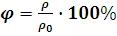 φ = ρ/ρ₀ · 100%